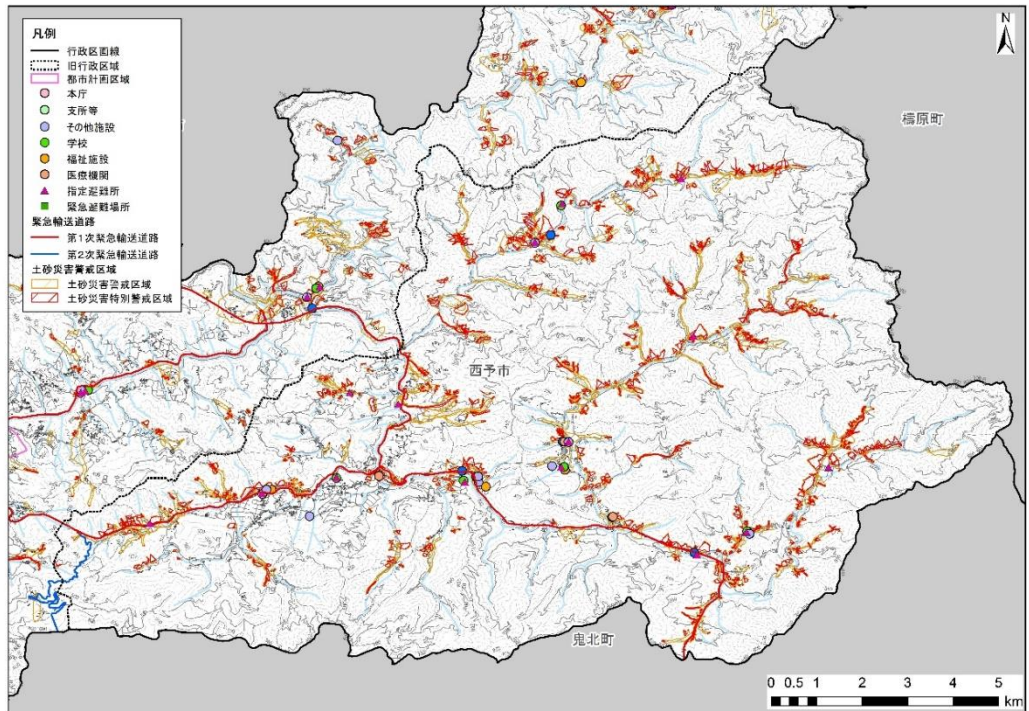 凡例
行政区画線
旧行政区域
都市計画区域
本庁
支所等
その他施設
学校
福祉施設
医療機関
指定避難所
緊急避難場所
緊急輸送道路
第1次緊急輸送道路
第2次緊急輸送道路
土砂災害警戒区域
土砂災害警戒区域
土砂災害特別警戒区域
N
檮原町
西予市
鬼北町
0 0.5 1 2 3 4 5
km